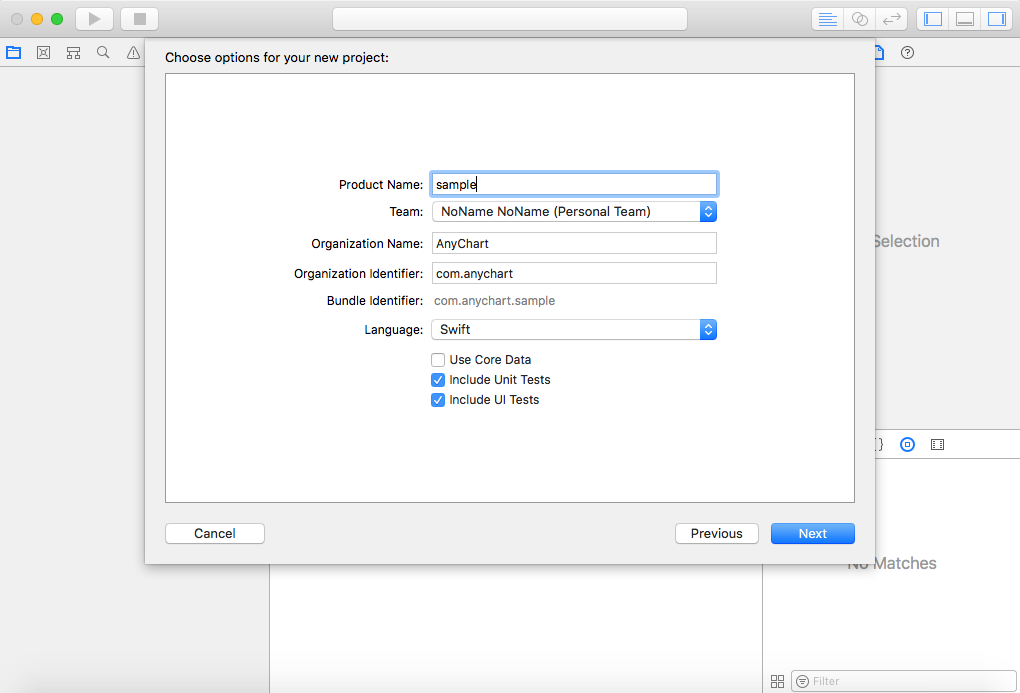 Choose options for your new project:
Product Name: sample
Team: NoName NoName (Personal Team)
Selection
Organization Name: AnyChart
Organization Identifier: com.anychart
Bundle Identifier: com.anychart.sample
Language: Swift
Use Core Data
Include Unit Tests
Include UI Tests
Cancel Previous Next
No Matches
Filter